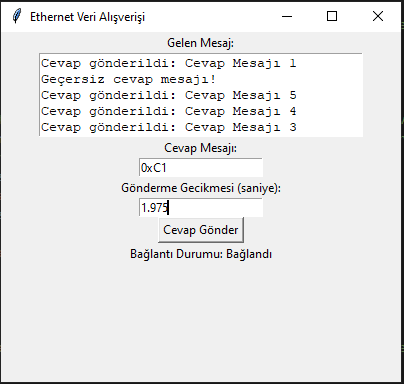 Ethernet Veri Alışverişi
Gelen Mesaj:
Cevap gönderildi: Cevap Mesajı 1
Geçersiz cevap mesajı!
Cevap gönderildi: Cevap Mesajı 5
Cevap gönderildi: Cevap Mesajı 4
Cevap gönderildi: Cevap Mesajı 3
Cevap Mesajı:
0xC1
Gönderme Gecikmesi (saniye):
1.975
Cevap Gönder
Bağlantı Durumu: Bağlandı